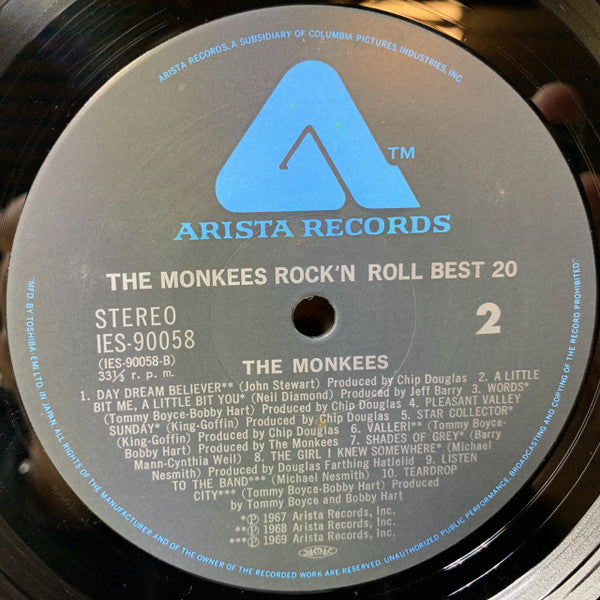 ARISTA RECORDS, A SUBSIDIARY OF COLUMBIA PICTURES INDUSTRIES, INC.
TM
ARISTA RECORDS
THE MONKEES ROCK'N ROLL BEST 20
STEREO
IES-90058
(IES-90058-B)
33⅓ r. p. m.
2
THE MONKEES
1. DAY DREAM BELIEVER** (John Stewart) Produced by Chip Douglas 2. A LITTLE
BIT ME, A LITTLE BIT YOU* (Neil Diamond) Produced by Jeff Barry 3. WORDS*
(Tommy Boyce-Bobby Hart) Produced by Chip Douglas 4. PLEASANT VALLEY
SUNDAY* (King-Goffin) Produced by Chip Douglas 5. STAR COLLECTOR*
(King-Goffin) Produced by Chip Douglas 6. VALLERI** (Tommy Boyce-
Bobby Hart) Produced by The Monkees 7. SHADES OF GREY* (Barry
Mann-Cynthia Weil) 8. THE GIRL I KNEW SOMEWHERE* (Michael
Nesmith) Produced by Douglas Farthing Hatlelid 9. LISTEN
TO THE BAND*** (Michael Nesmith) 10. TEARDROP
CITY*** (Tommy Boyce-Bobby Hart) Produced
by Tommy Boyce and Bobby Hart
*Ⓟ 1967 Arista Records, Inc.
**Ⓟ 1968 Arista Records, Inc.
***Ⓟ 1969 Arista Records, Inc.
JASRAC
"MFD. BY TOSHIBA EMI LTD. IN JAPAN. ALL RIGHTS OF THE MANUFACTURER AND OF THE OWNER OF THE RECORDED WORK ARE RESERVED. UNAUTHORIZED PUBLIC PERFORMANCE, BROADCASTING AND COPYING OF THE RECORD PROHIBITED."